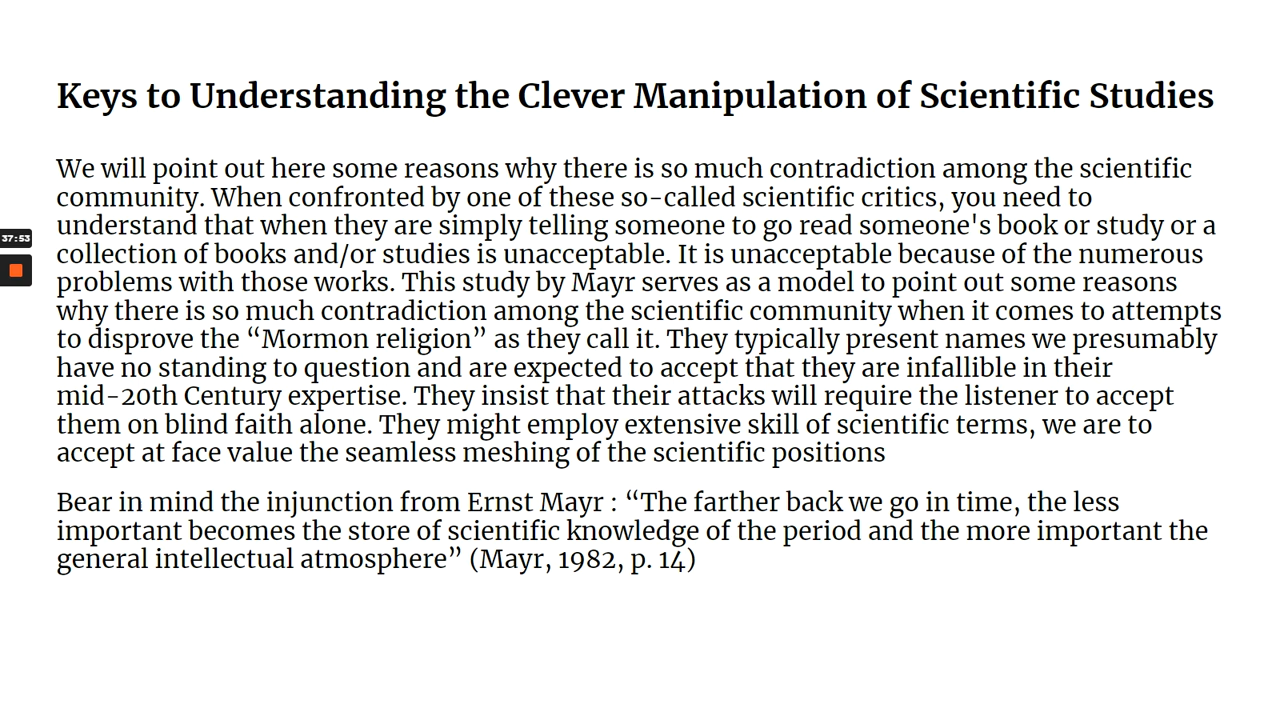 Keys to Understanding the Clever Manipulation of Scientific Studies
We will point out here some reasons why there is so much contradiction among the scientific
community. When confronted by one of these so-called scientific critics, you need to
understand that when they are simply telling someone to go read someone's book or study or a
collection of books and/or studies is unacceptable. It is unacceptable because of the numerous
37:53
problems with those works. This study by Mayr serves as a model to point out some reasons
why there is so much contradiction among the scientific community when it comes to attempts
to disprove the “Mormon religion” as they call it. They typically present names we presumably
have no standing to question and are expected to accept that they are infallible in their
mid-20th Century expertise. They insist that their attacks will require the listener to accept
them on blind faith alone. They might employ extensive skill of scientific terms, we are to
accept at face value the seamless meshing of the scientific positions
Bear in mind the injunction from Ernst Mayr : “The farther back we go in time, the less
important becomes the store of scientific knowledge of the period and the more important the
general intellectual atmosphere” (Mayr, 1982, p. 14)